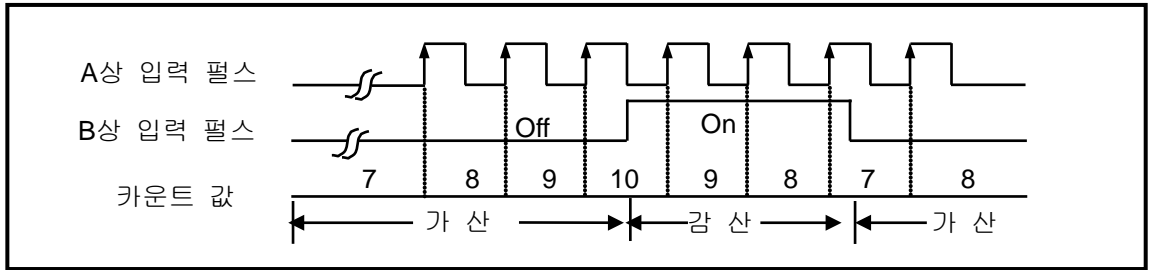 A상 입력 펄스
B상 입력 펄스
Off
On
카운트 값
7 8 9 10 9 8 7 8
가 산 감 산 가 산